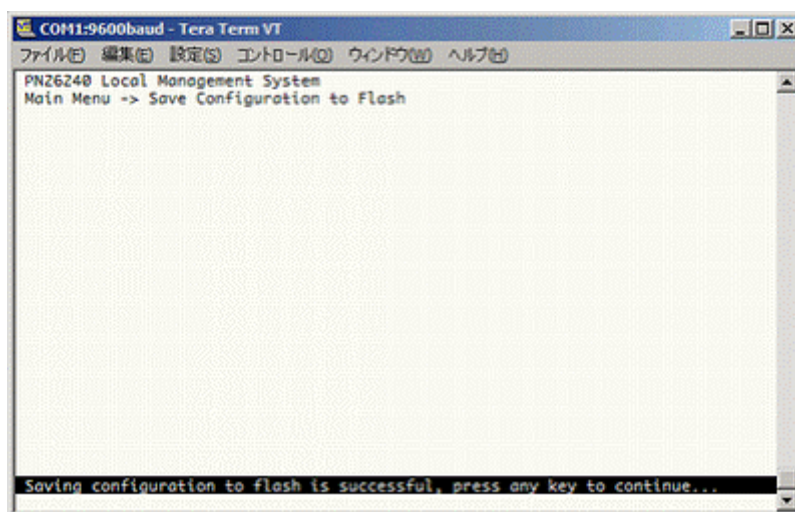 COM1:9600baud - Tera Term VT
ファイル(F) 編集(E) 設定(S) コントロール(O) ウィンドウ(W) ヘルプ(H)
PN26240 Local Management System
Main Menu -> Save Configuration to Flash
Saving configuration to flash is successful, press any key to continue...